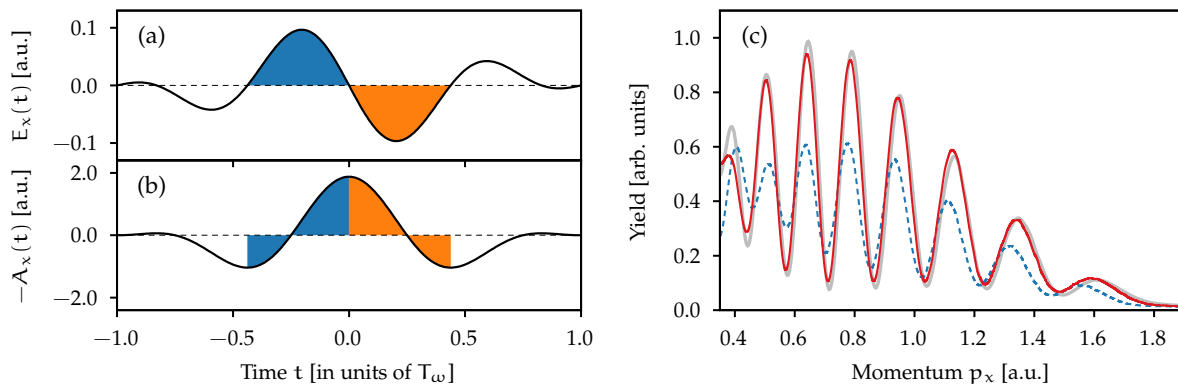 (a)
E_x(t) [a.u.]
0.1
0.0
−0.1
(b)
−A_x(t) [a.u.]
2.0
0.0
−2.0
−1.0 −0.5 0.0 0.5 1.0
Time t [in units of T_ω]
(c)
Yield [arb. units]
1.0
0.8
0.6
0.4
0.2
0.0
0.4 0.6 0.8 1.0 1.2 1.4 1.6 1.8
Momentum p_x [a.u.]